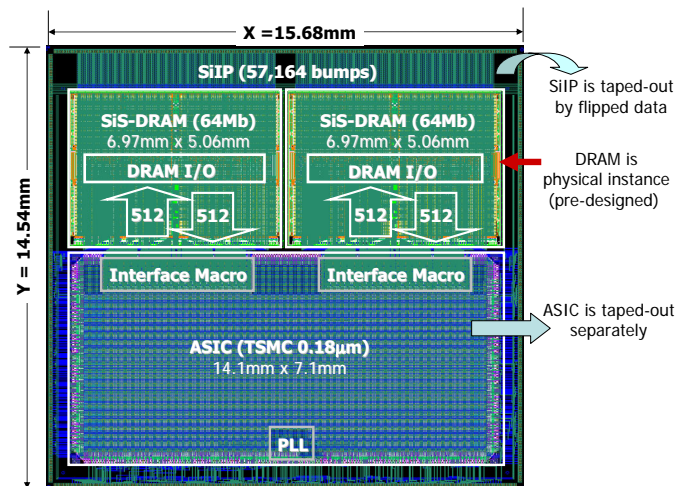 X =15.68mm
Y = 14.54mm
SiIP (57,164 bumps)
SiIP is taped-out
by flipped data
SiS-DRAM (64Mb)
6.97mm x 5.06mm
DRAM I/O
512
512
SiS-DRAM (64Mb)
6.97mm x 5.06mm
DRAM I/O
512
512
DRAM is
physical instance
(pre-designed)
Interface Macro
Interface Macro
ASIC is taped-out
separately
ASIC (TSMC 0.18µm)
14.1mm x 7.1mm
PLL